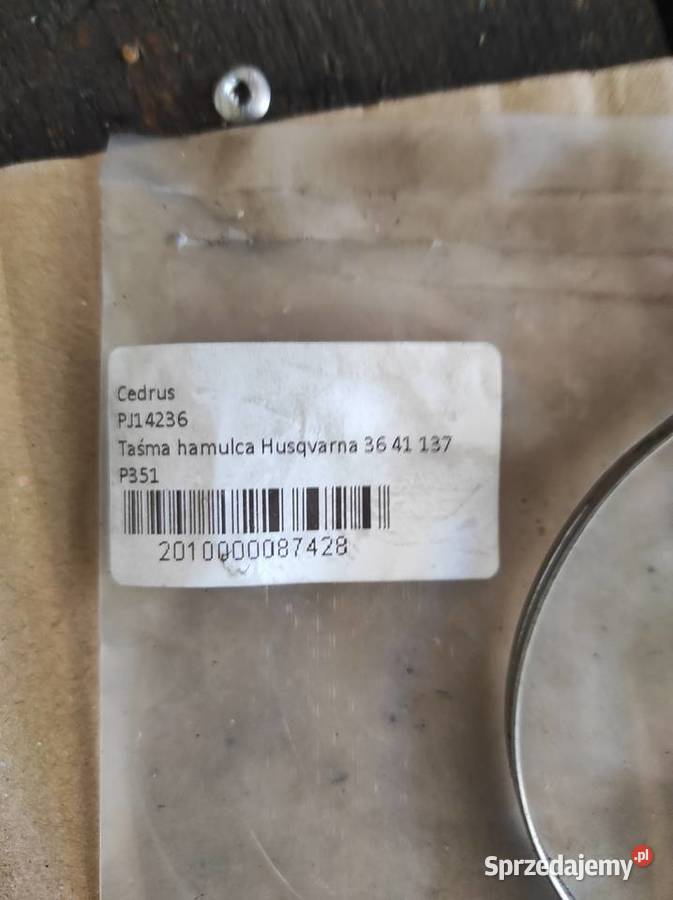 Cedrus
PJ14236
Taśma hamulca Husqvarna 36 41 137
P351
2010000087428
Sprzedajemy.pl